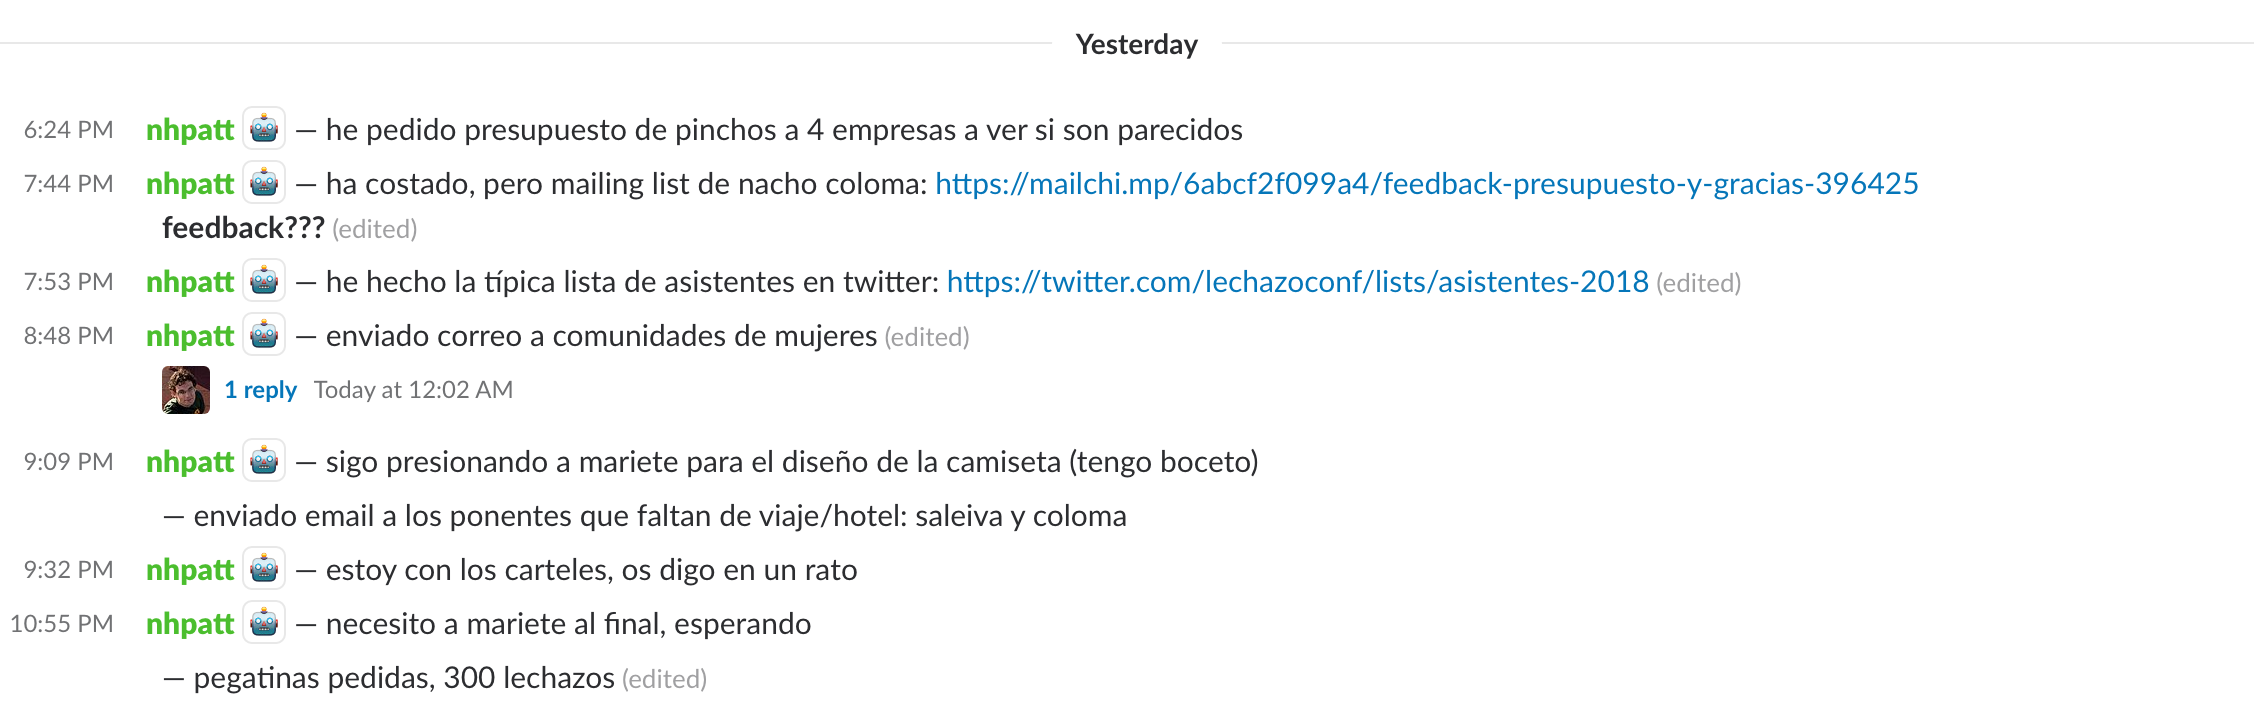 Yesterday
6:24 PM nhpatt — he pedido presupuesto de pinchos a 4 empresas a ver si son parecidos
7:44 PM nhpatt — ha costado, pero mailing list de nacho coloma: https://mailchi.mp/6abcf2f099a4/feedback-presupuesto-y-gracias-396425
feedback??? (edited)
7:53 PM nhpatt — he hecho la típica lista de asistentes en twitter: https://twitter.com/lechazoconf/lists/asistentes-2018 (edited)
8:48 PM nhpatt — enviado correo a comunidades de mujeres (edited)
1 reply Today at 12:02 AM
9:09 PM nhpatt — sigo presionando a mariete para el diseño de la camiseta (tengo boceto)
— enviado email a los ponentes que faltan de viaje/hotel: saleiva y coloma
9:32 PM nhpatt — estoy con los carteles, os digo en un rato
10:55 PM nhpatt — necesito a mariete al final, esperando
— pegatinas pedidas, 300 lechazos (edited)